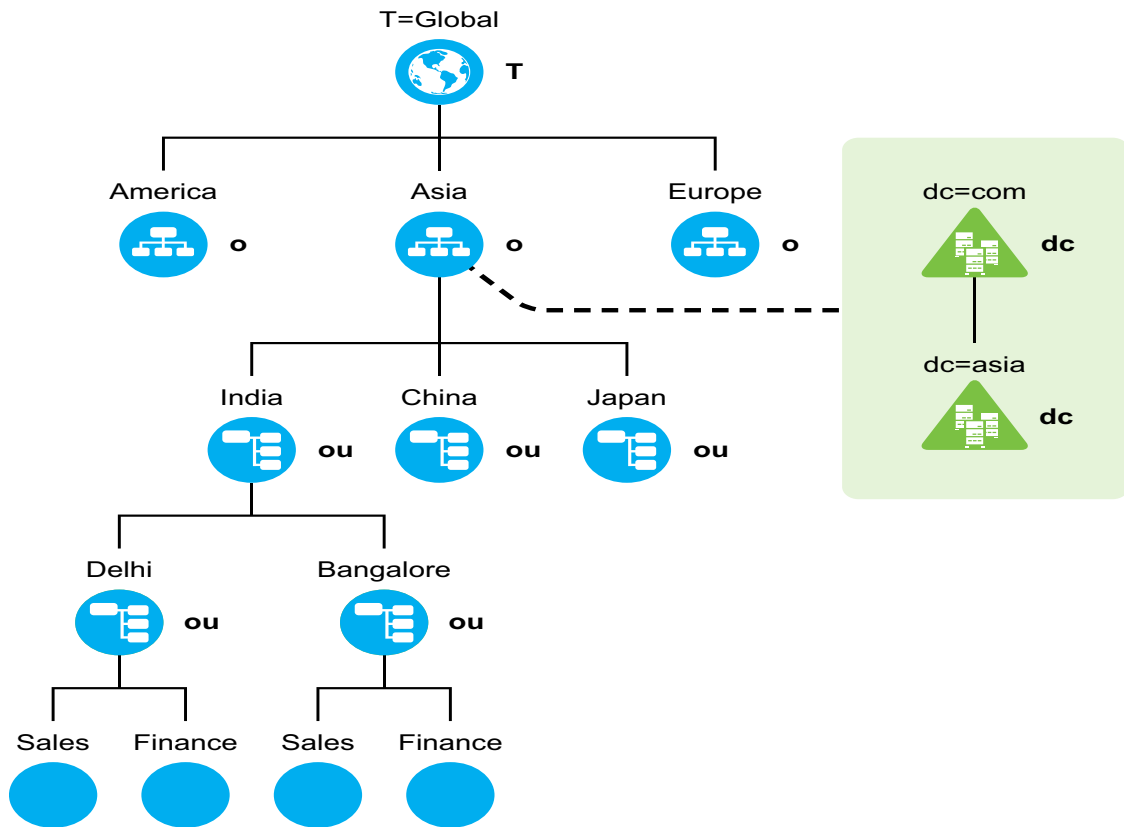 T=Global
T
America
Asia
Europe
dc=com
o
o
o
dc
dc=asia
India
China
Japan
dc
ou
ou
ou
Delhi
Bangalore
ou
ou
Sales
Finance
Sales
Finance